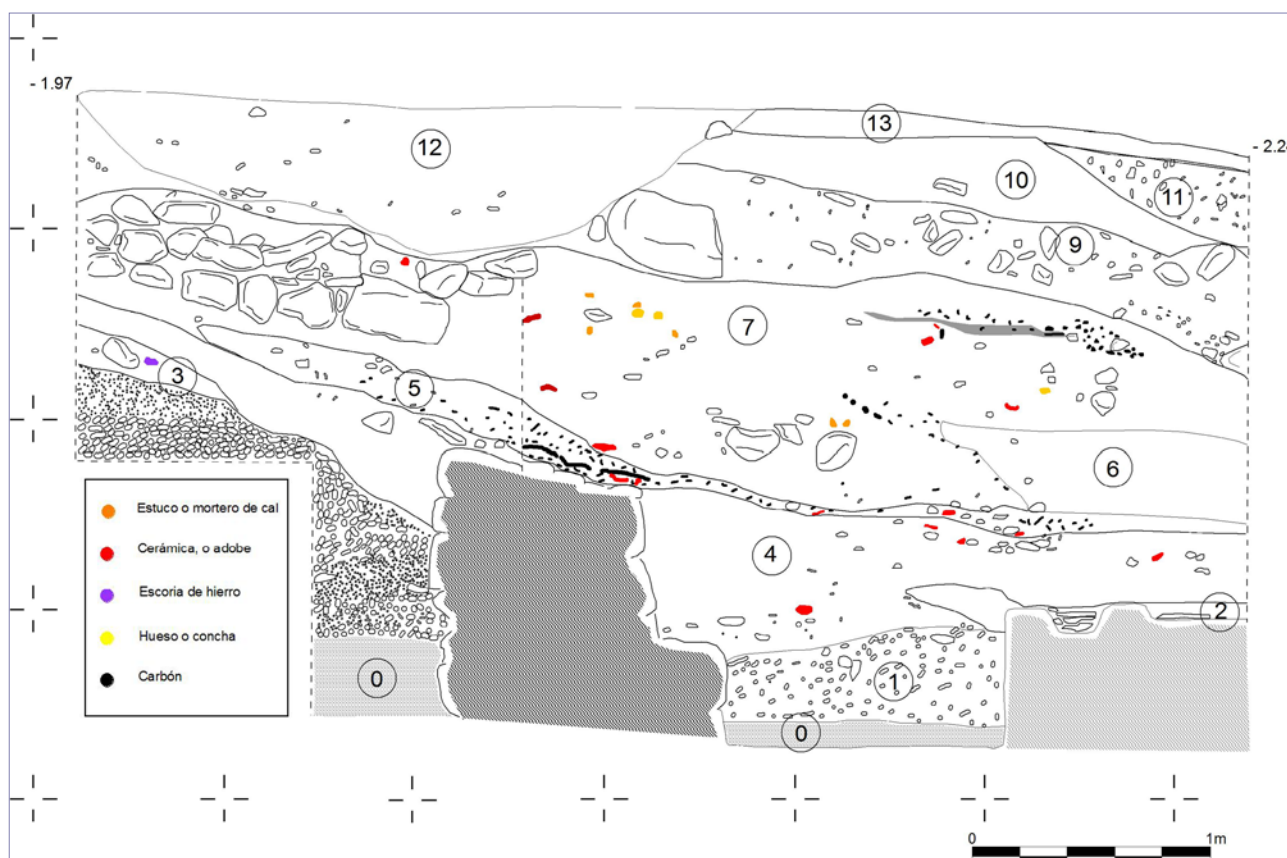 - 1.97
13
- 2.24
12
10
11
9
7
3
5
6
Estuco o mortero de cal
4
Cerámica, o adobe
Escoria de hierro
2
Hueso o concha
0
1
Carbón
0
0 1m